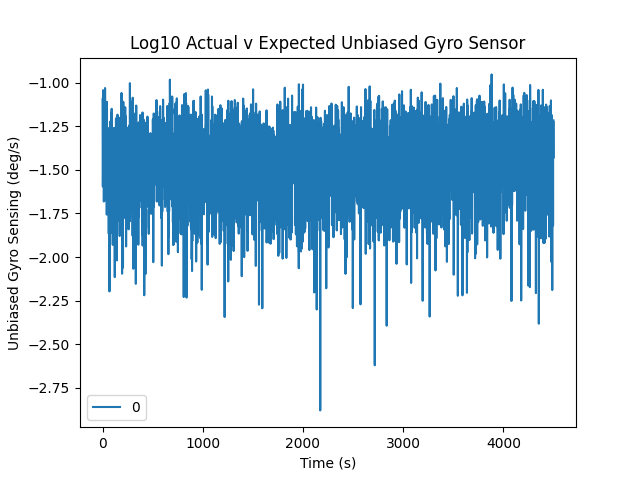 Log10 Actual v Expected Unbiased Gyro Sensor
Unbiased Gyro Sensing (deg/s)
−1.00
−1.25
−1.50
−1.75
−2.00
−2.25
−2.50
−2.75
0
0 1000 2000 3000 4000
Time (s)